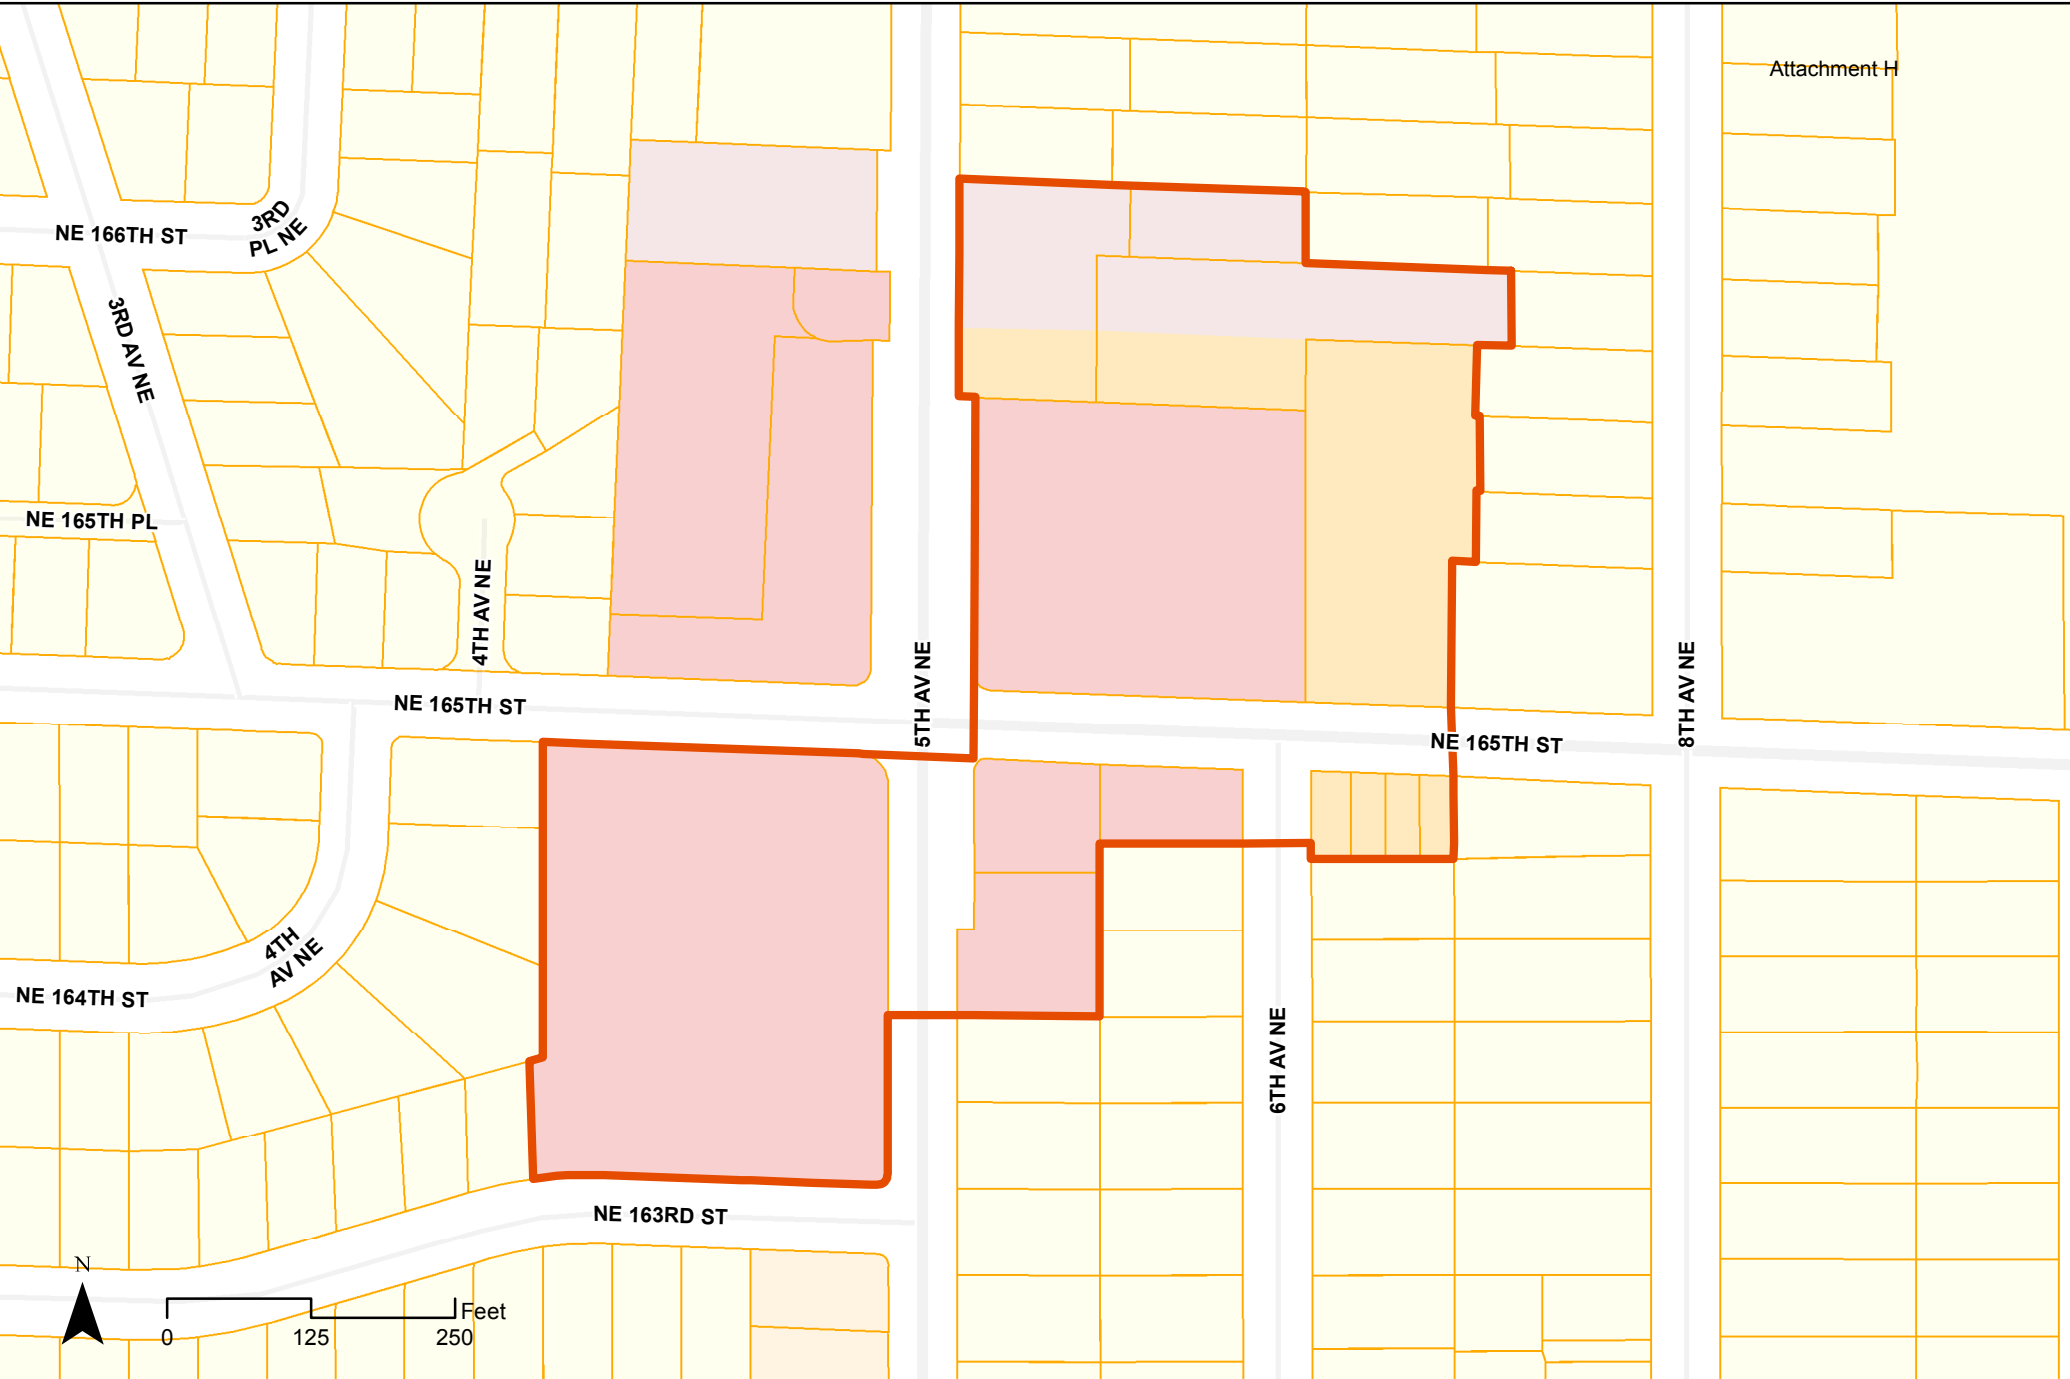 Attachment H
NE 166TH ST
3RD
PL NE
3RD AV NE
NE 165TH PL
4TH AV NE
NE 165TH ST
5TH AV NE
8TH AV NE
NE 165TH ST
4TH
AV NE
NE 164TH ST
6TH AV NE
NE 163RD ST
N
Feet
0 125 250